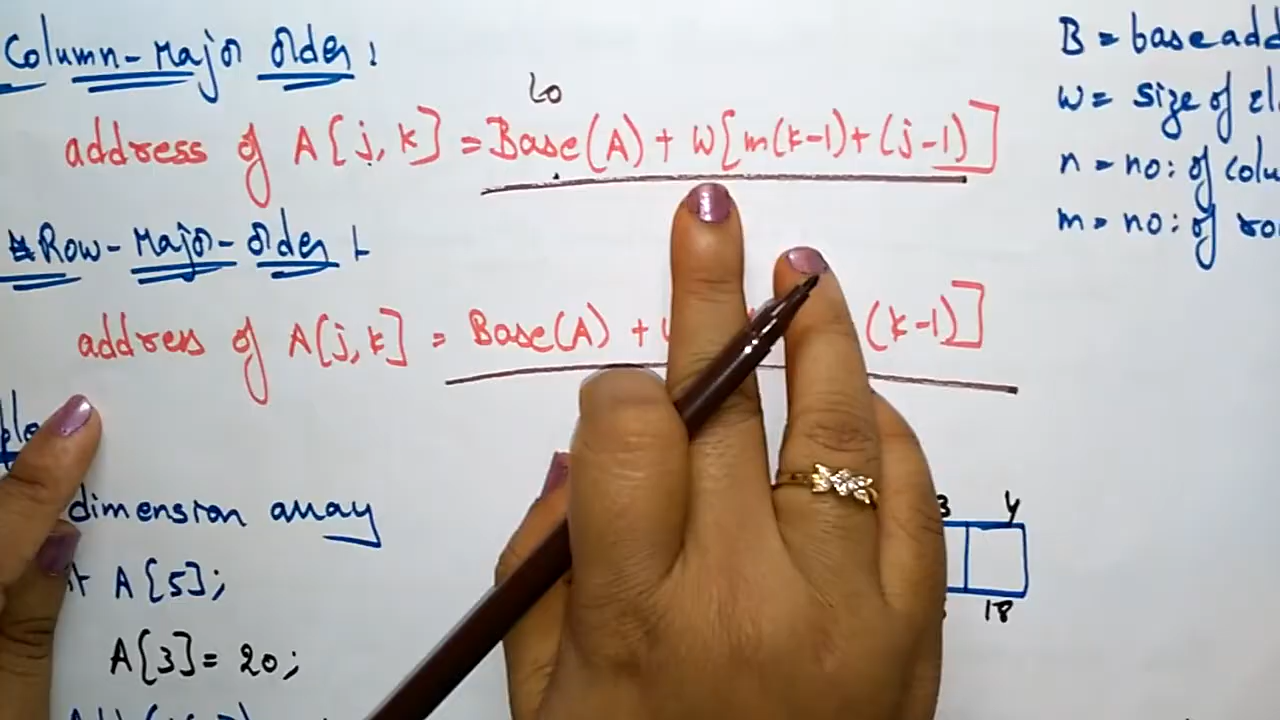 Column-Major Order:
Lo
address of A[j, k] = Base(A) + W[m(k-1)+(j-1)]
Row-Major-Order
address of A[j, k] = Base(A) + (k-1)]
B = base add
W = size of el
n = no: of colu
m = no: of ro
dimension array
A[5];
A[3] = 20;
3 4
18